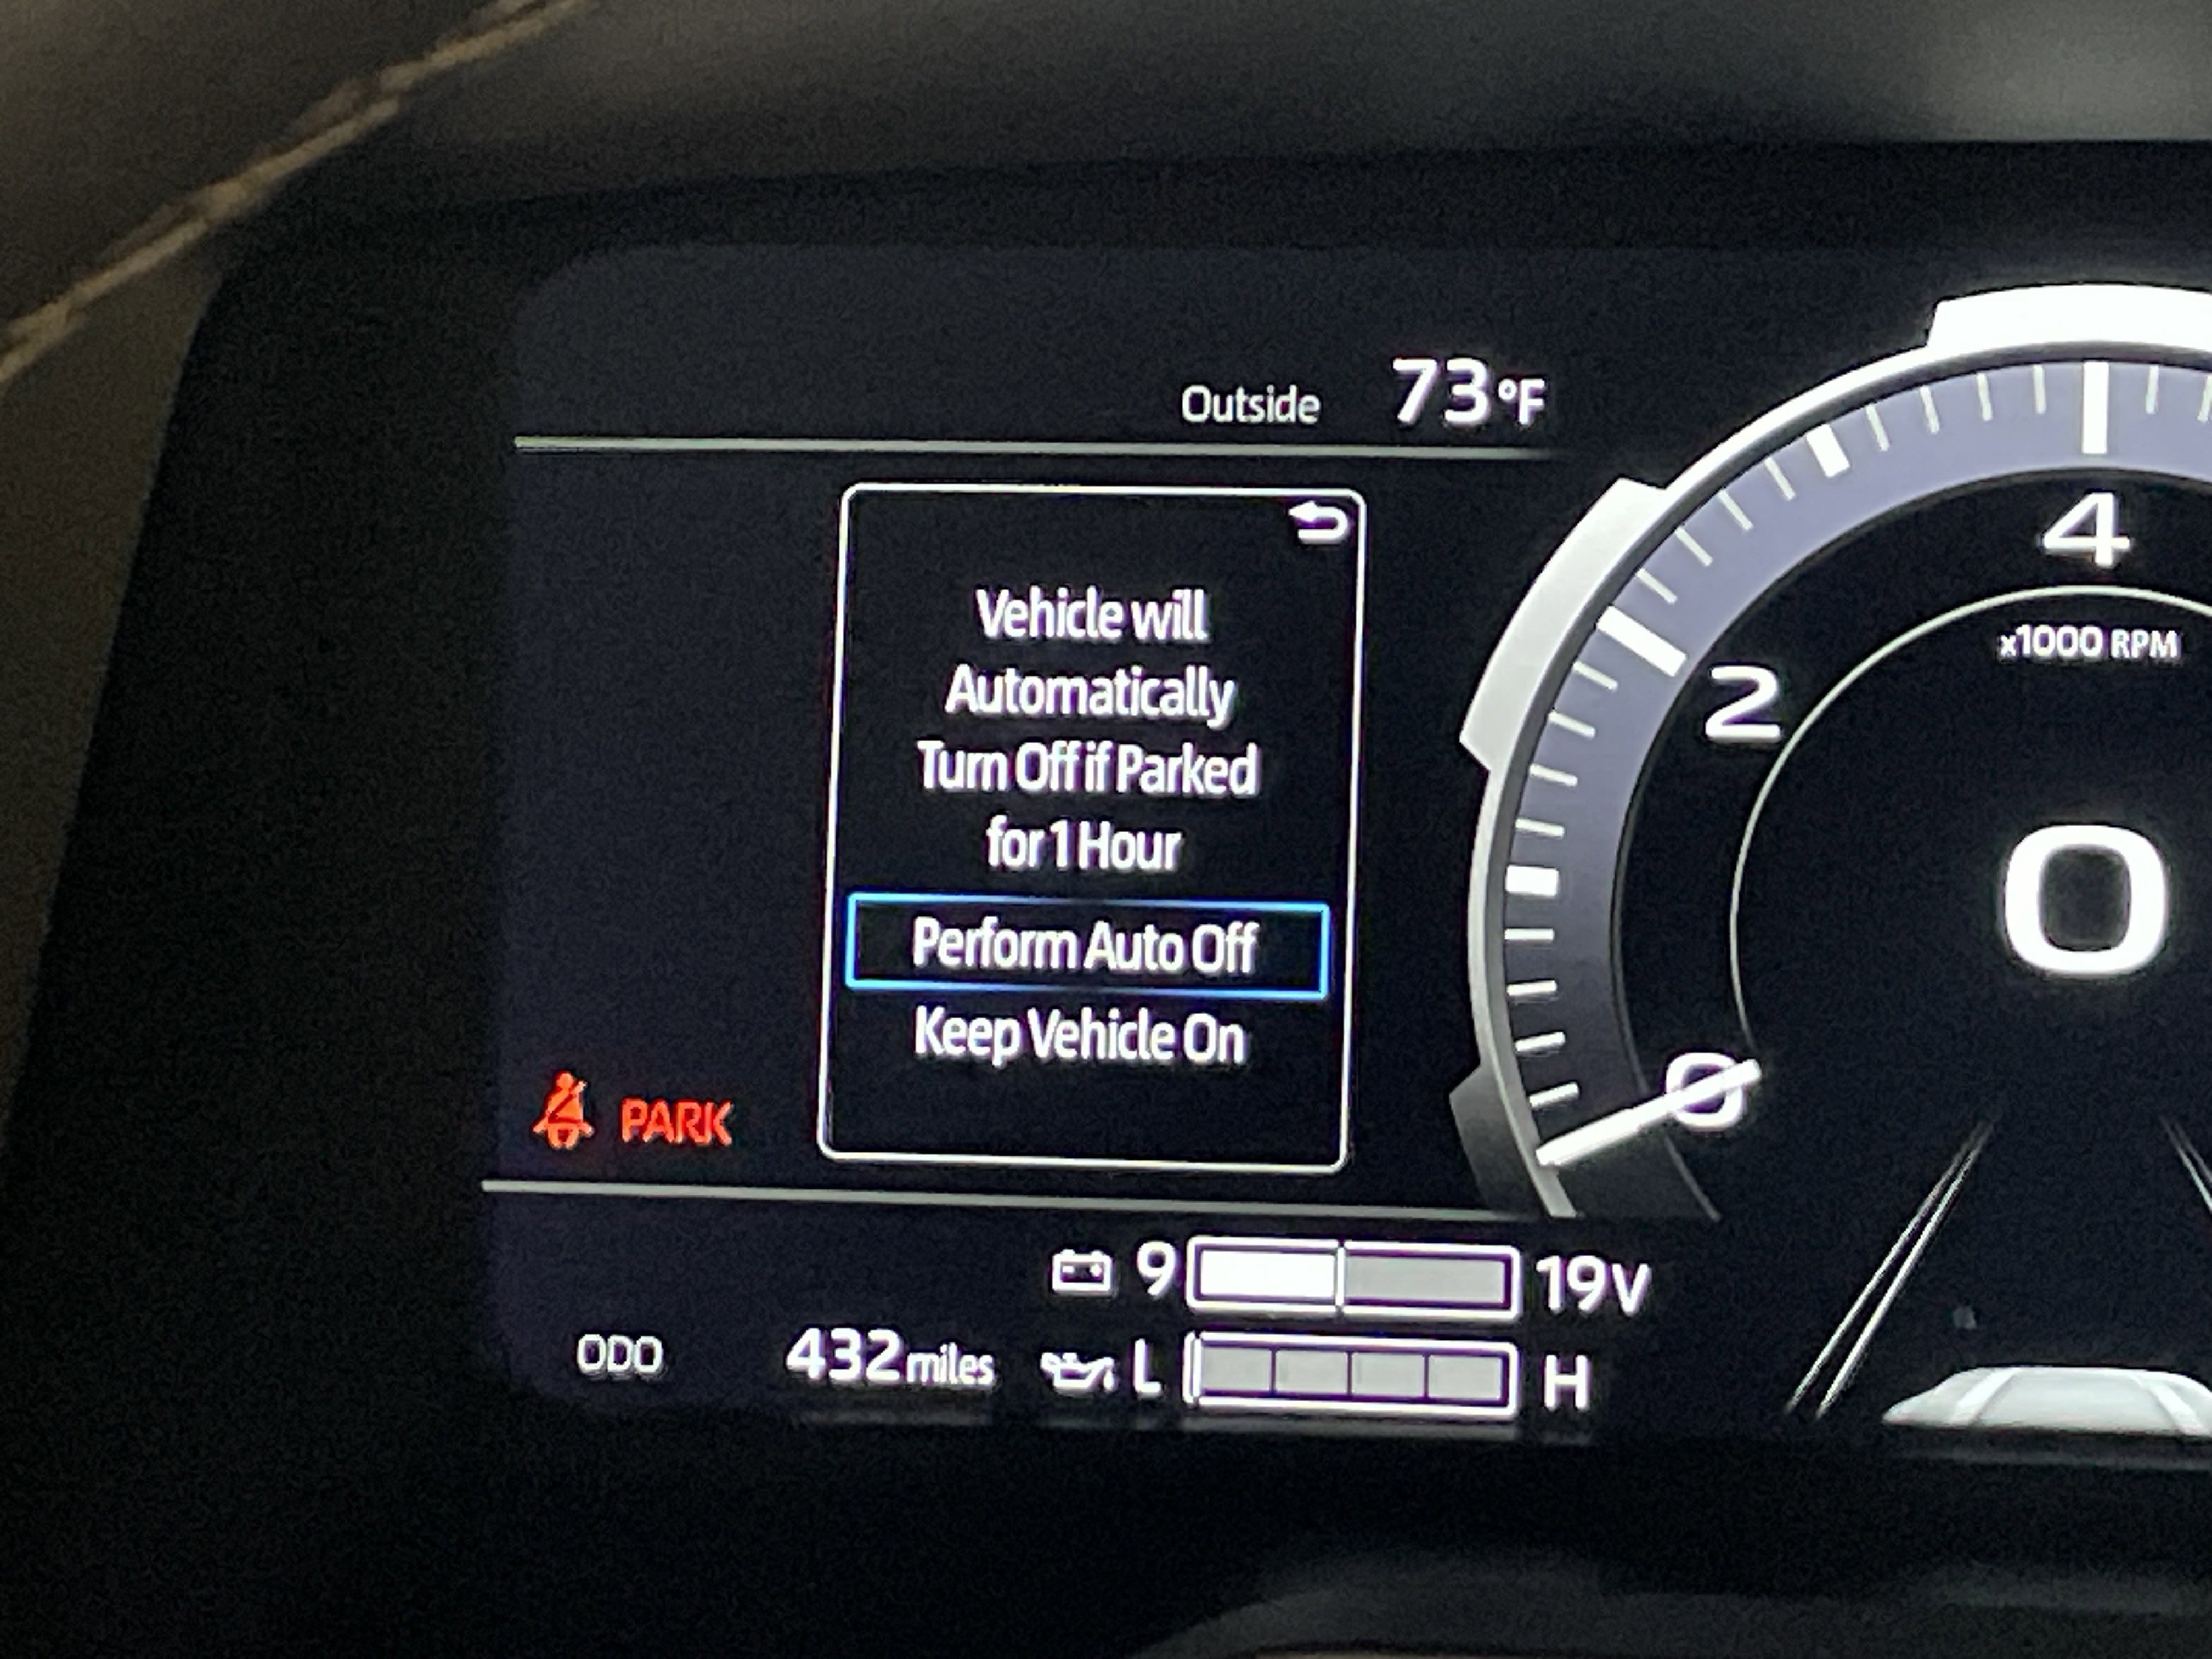 Outside 73°F
Vehicle will
Automatically
Turn Off if Parked
for 1 Hour
Perform Auto Off
Keep Vehicle On
PARK
4
x1000 RPM
2
0
0
9 19V
ODO 432 miles L H